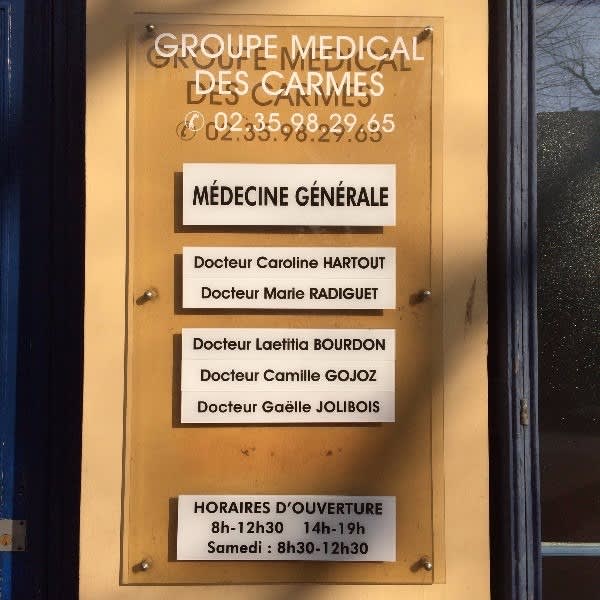 GROUPE MEDICAL
DES CARMES
✆ 02.35.98.29.65
MÉDECINE GÉNÉRALE
Docteur Caroline HARTOUT
Docteur Marie RADIGUET
Docteur Laetitia BOURDON
Docteur Camille GOJOZ
Docteur Gaëlle JOLIBOIS
HORAIRES D'OUVERTURE
8h-12h30 14h-19h
Samedi : 8h30-12h30